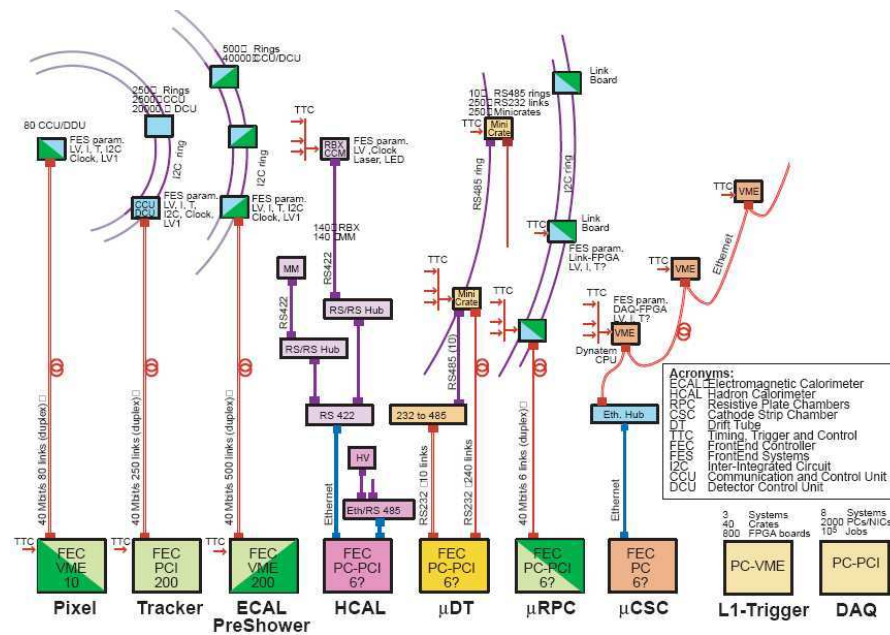 500□ Rings
40000□CCU/DCU
250□ Rings
2500□CCU
20000□ DCU
80 CCU/DDU
FES param.
LV, I, T, I2C
Clock, LV1
I2C ring
CCU
DCU
FES param.
LV, I, T,
I2C, Clock,
LV1
I2C ring
FES param.
LV, I, T, I2C
Clock, LV1
TTC
RBX
CCM
FES param.
LV ,Clock
Laser, LED
140□RBX
140□MM
RS422
MM
RS422
RS/RS Hub
RS/RS Hub
RS 422
HV
Eth/RS 485
Ethernet
10□ RS485 rings
250□RS232 links
250□Minicrates
TTC
Mini
Crate
RS485 ring
TTC
Mini
Crate
RS485 (10)
232 to 485
RS232 □10 links
RS232 □240 links
Link
Board
I2C ring
Link
Board
TTC
FES param.
Link-FPGA
LV, I, T?
TTC
TTC
VME
Ethernet
TTC
VME
TTC
FES param.
DAQ-FPGA
LV, I, T?
VME
Dynatem
CPU
Eth. Hub
Ethernet
40 Mbit/s 80 links (duplex)□
40 Mbit/s 250 links (duplex)□
40 Mbit/s 500 links (duplex)□
40 Mbit/s 6 links (duplex)□
Acronyms:
ECAL□Electromagnetic Calorimeter
HCAL Hadron Calorimeter
RPC Resistive Plate Chambers
CSC Cathode Strip Chamber
DT Drift Tube
TTC Timing, Trigger and Control
FEC FrontEnd Controller
FES FrontEnd Systems
I2C Inter-Integrated Circuit
CCU Communication and Control Unit
DCU Detector Control Unit
3 Systems
40 Crates
800 FPGA boards
8 Systems
2000 PCs/NICs
10⁵ Jobs
TTC
FEC
VME
10
TTC
FEC
PCI
200
TTC
FEC
VME
200
FEC
PC-PCI
6?
FEC
PC-PCI
6?
FEC
PC-PCI
6?
FEC
PC
6?
PC-VME
PC-PCI
Pixel
Tracker
ECAL
PreShower
HCAL
µDT
µRPC
µCSC
L1-Trigger
DAQ